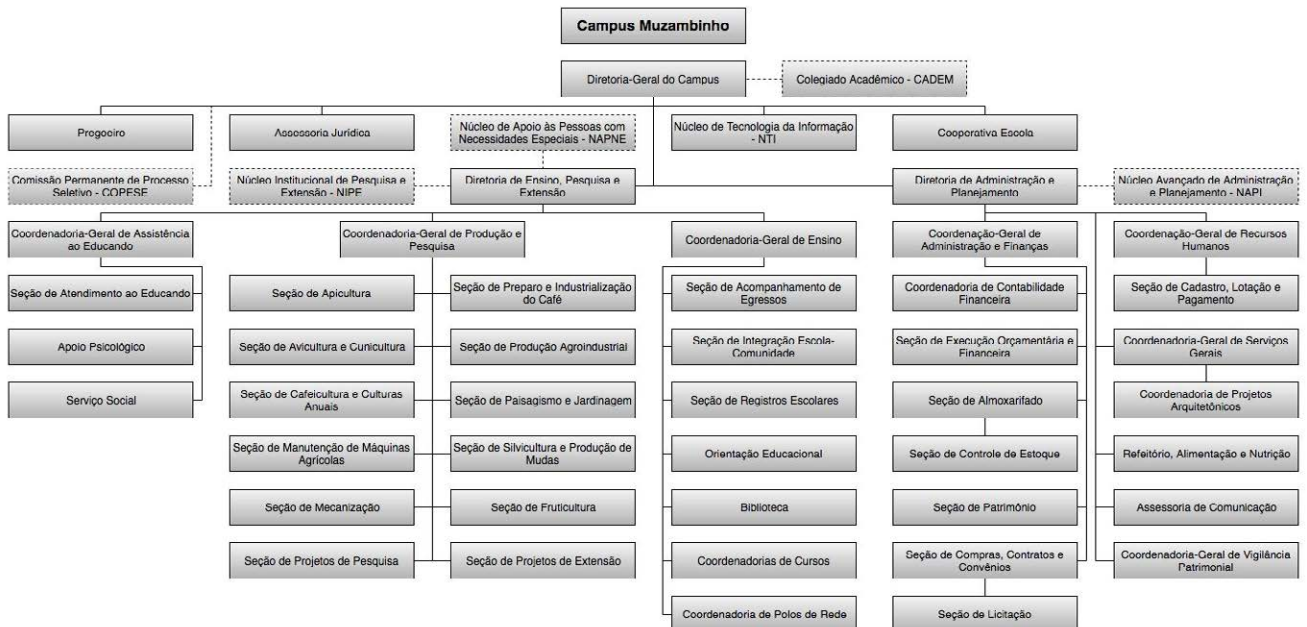 Campus Muzambinho
Diretoria-Geral do Campus
Colegiado Acadêmico - CADEM
Assessoria Jurídica
Núcleo de Apoio às Pessoas com
Necessidades Especiais - NAPNE
Núcleo de Tecnologia da Informação -
NTI
Cooperativa Escola
Comissão Permanente de Processo
Seletivo - COPESE
Núcleo Institucional de Pesquisa e
Extensão - NIPE
Diretoria de Ensino, Pesquisa e
Extensão
Diretoria de Administração e
Planejamento
Núcleo Avançado de Administração
e Planejamento - NAPI
Coordenadoria-Geral de Assistência
ao Educando
Coordenadoria-Geral de Produção e
Pesquisa
Coordenadoria-Geral de Ensino
Coordenação-Geral de
Administração e Finanças
Coordenação-Geral de Recursos
Humanos
Seção de Atendimento ao Educando
Seção de Apicultura
Seção de Preparo e Industrialização
do Café
Seção de Acompanhamento de
Egressos
Coordenadoria de Contabilidade
Financeira
Seção de Cadastro, Lotação e
Pagamento
Apoio Psicológico
Seção de Avicultura e Cunicultura
Seção de Produção Agroindustrial
Seção de Integração Escola-
Comunidade
Seção de Execução Orçamentária e
Financeira
Coordenadoria-Geral de Serviços
Gerais
Serviço Social
Seção de Cafeicultura e Culturas
Anuais
Seção de Paisagismo e Jardinagem
Seção de Registros Escolares
Seção de Almoxarifado
Coordenadoria de Projetos
Arquitetônicos
Seção de Manutenção de Máquinas
Agrícolas
Seção de Silvicultura e Produção de
Mudas
Orientação Educacional
Seção de Controle de Estoque
Refeitório, Alimentação e Nutrição
Seção de Mecanização
Seção de Fruticultura
Biblioteca
Seção de Patrimônio
Assessoria de Comunicação
Seção de Projetos de Pesquisa
Seção de Projetos de Extensão
Coordenadorias de Cursos
Seção de Compras, Contratos e
Convênios
Coordenadoria-Geral de Vigilância
Patrimonial
Coordenadoria de Polos de Rede
Seção de Licitação